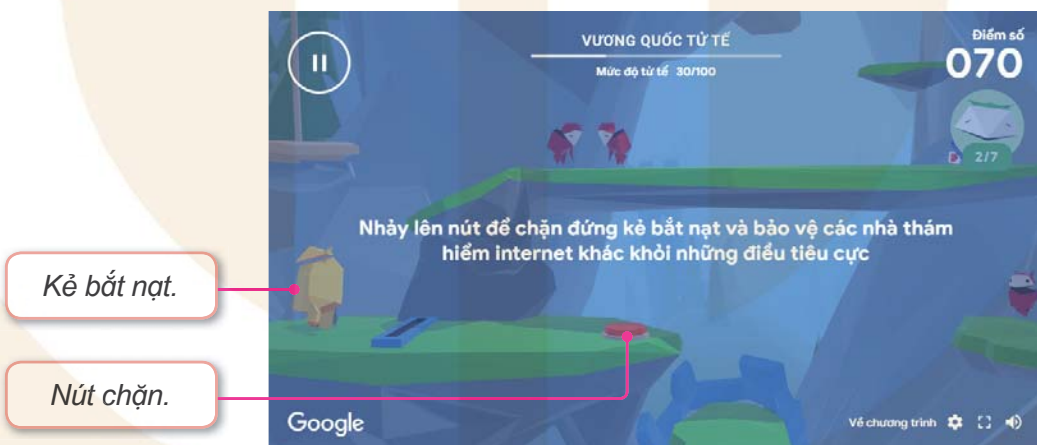 VƯƠNG QUỐC TỬ TẾ
Mức độ tử tế 30/100
Điểm số
070
2/7
Nhảy lên nút để chặn đứng kẻ bắt nạt và bảo vệ các nhà thám
hiểm internet khác khỏi những điều tiêu cực
Kẻ bắt nạt.
Nút chặn.
Google
Về chương trình